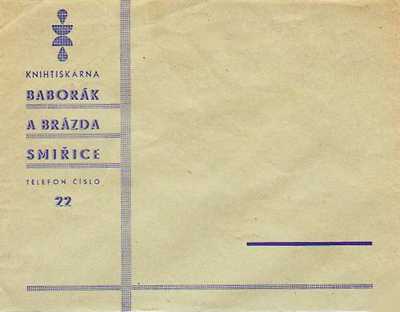 KNIHTISKÁRNA
BABORÁK
A BRÁZDA
SMIŘICE
TELEFON ČÍSLO
22